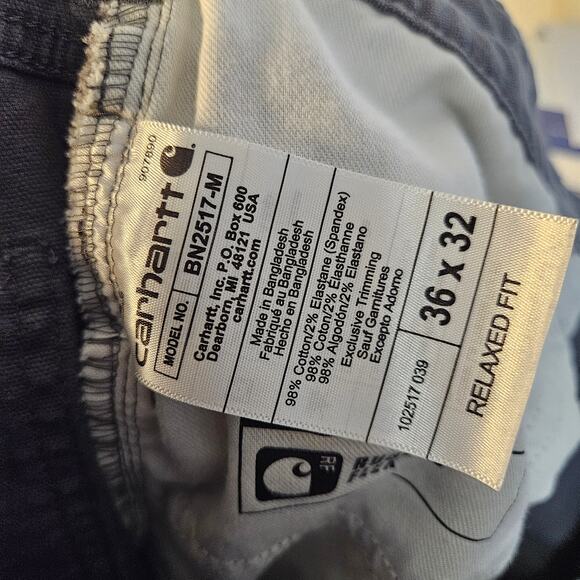 907890
carhartt
MODEL NO. BN2517-M
Carhartt, Inc. P.O. Box 600
Dearborn, MI 48121 USA
carhartt.com
Made in Bangladesh
Fabriqué au Bangladesh
Hecho en Bangladesh
98% Cotton/2% Elastane (Spandex)
98% Coton/2% Élasthanne
98% Algodón/2% Elastano
Exclusive Trimming
Sauf Garnitures
Excepto Adorno
102517 039
36 x 32
RELAXED FIT
RF
FLEX